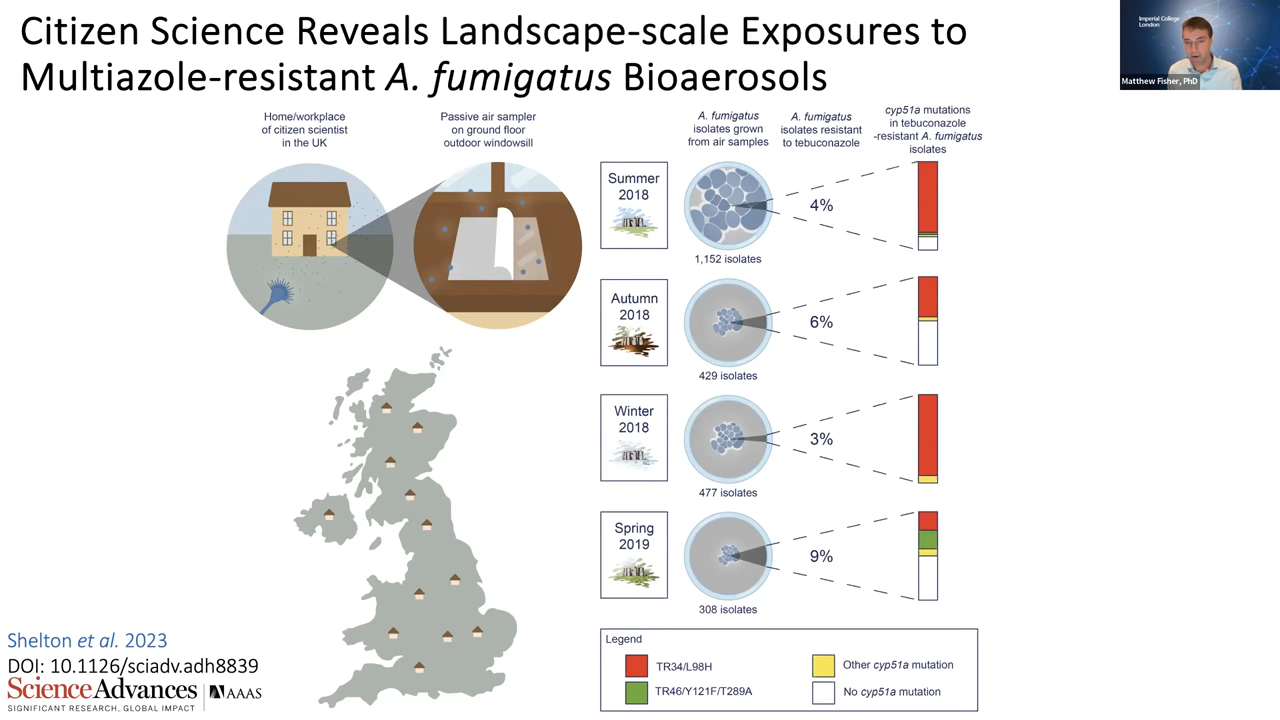 Citizen Science Reveals Landscape-scale Exposures to
Multiazole-resistant A. fumigatus Bioaerosols
Imperial College
London
Matthew Fisher, PhD
Home/workplace
of citizen scientist
in the UK
Passive air sampler
on ground floor
outdoor windowsill
A. fumigatus
isolates grown
from air samples
A. fumigatus
isolates resistant
to tebuconazole
cyp51a mutations
in tebuconazole
-resistant A. fumigatus
isolates
Summer
2018
4%
1,152 isolates
Autumn
2018
6%
429 isolates
Winter
2018
3%
477 isolates
Spring
2019
9%
308 isolates
Legend
TR34/L98H
Other cyp51a mutation
TR46/Y121F/T289A
No cyp51a mutation
Shelton et al. 2023
DOI: 10.1126/sciadv.adh8839
ScienceAdvances
AAAS
SIGNIFICANT RESEARCH, GLOBAL IMPACT